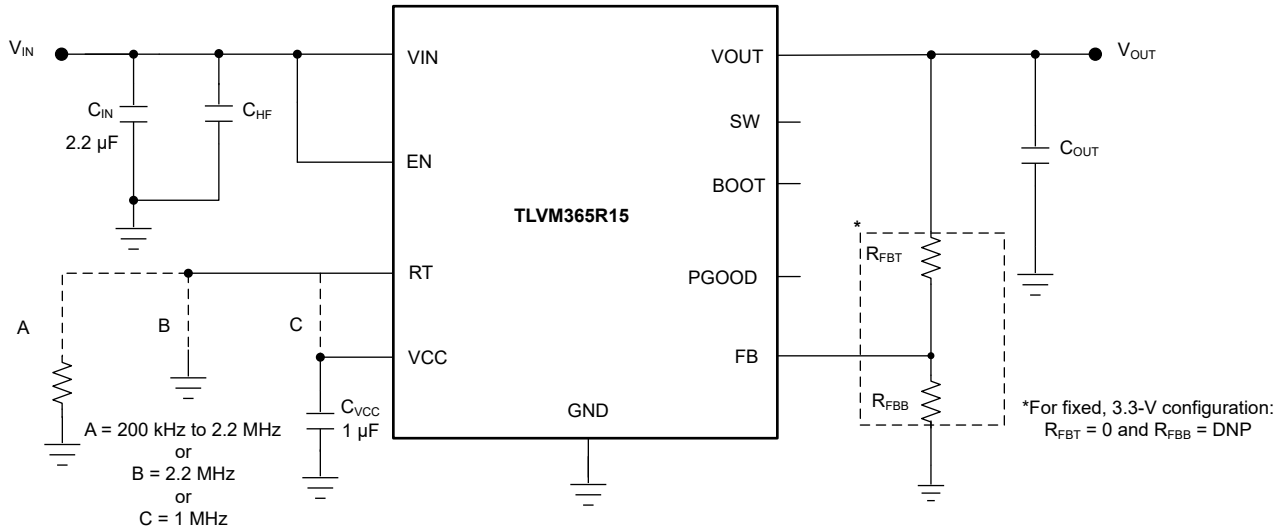 V_IN
VIN
VOUT
V_OUT
C_IN
2.2 µF
C_HF
SW
C_OUT
EN
BOOT
TLVM365R15
*
R_FBT
RT
PGOOD
A
B
C
VCC
FB
C_VCC
1 µF
GND
R_FBB
*For fixed, 3.3-V configuration:
R_FBT = 0 and R_FBB = DNP
A = 200 kHz to 2.2 MHz
or
B = 2.2 MHz
or
C = 1 MHz